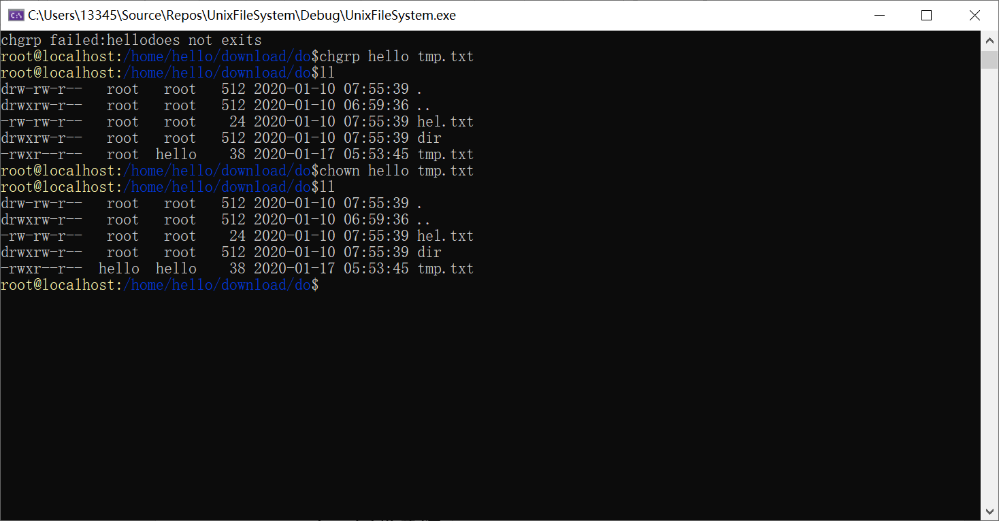 C:\Users\13345\Source\Repos\UnixFileSystem\Debug\UnixFileSystem.exe
chgrp failed:hellodoes not exits
root@localhost:/home/hello/download/do$chgrp hello tmp.txt
root@localhost:/home/hello/download/do$ll
drw-rw-r--   root   root   512 2020-01-10 07:55:39 .
drwxrw-r--   root   root   512 2020-01-10 06:59:36 ..
-rw-rw-r--   root   root    24 2020-01-10 07:55:39 hel.txt
drwxrw-r--   root   root   512 2020-01-10 07:55:39 dir
-rwxr--r--   root  hello    38 2020-01-17 05:53:45 tmp.txt
root@localhost:/home/hello/download/do$chown hello tmp.txt
root@localhost:/home/hello/download/do$ll
drw-rw-r--   root   root   512 2020-01-10 07:55:39 .
drwxrw-r--   root   root   512 2020-01-10 06:59:36 ..
-rw-rw-r--   root   root    24 2020-01-10 07:55:39 hel.txt
drwxrw-r--   root   root   512 2020-01-10 07:55:39 dir
-rwxr--r--  hello  hello    38 2020-01-17 05:53:45 tmp.txt
root@localhost:/home/hello/download/do$